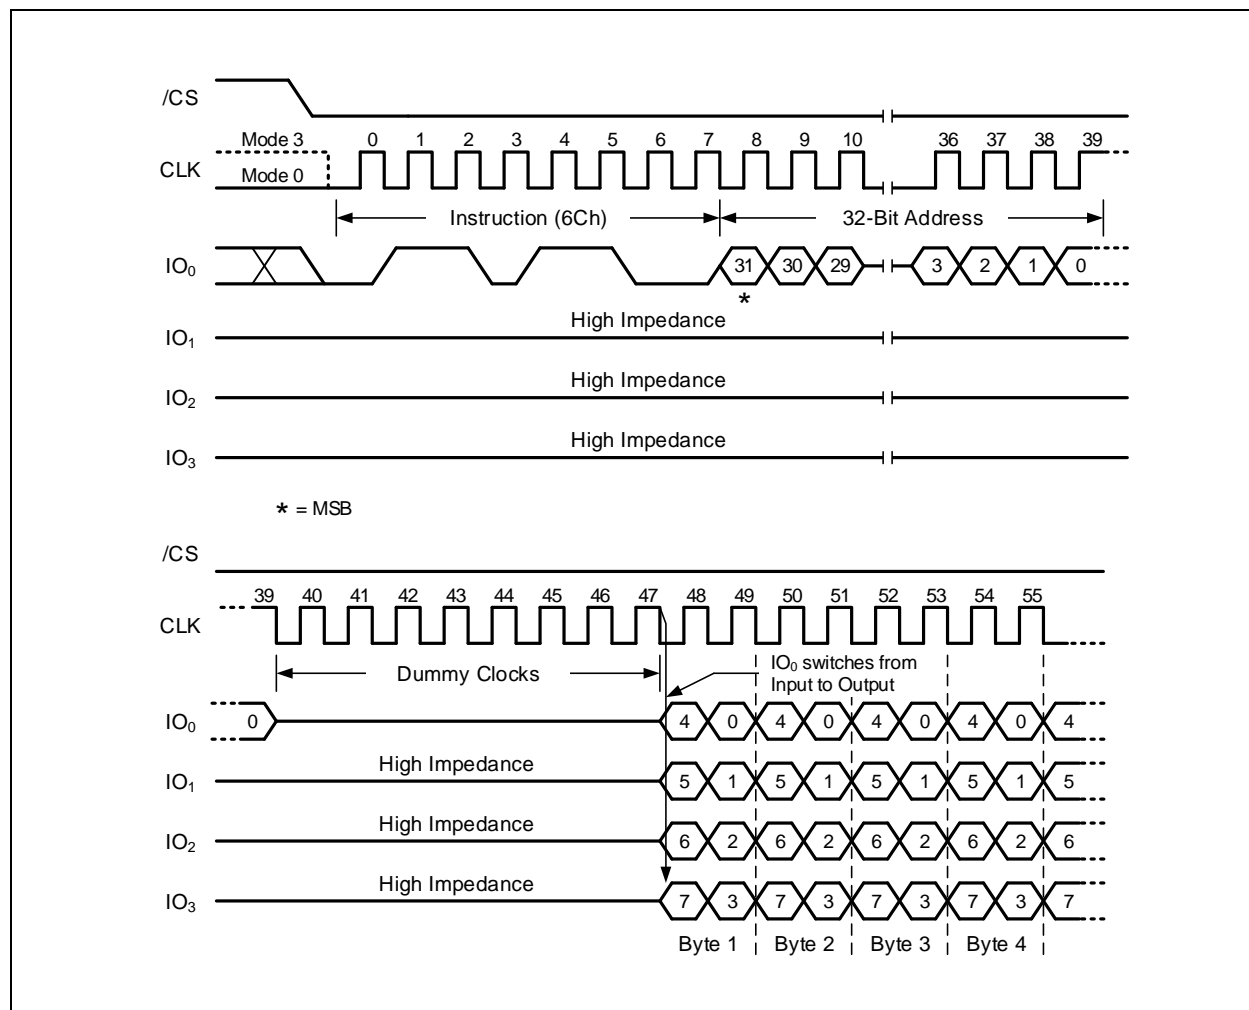 /CS
Mode 3 0 1 2 3 4 5 6 7 8 9 10 36 37 38 39
CLK
Mode 0
Instruction (6Ch) 32-Bit Address
IO0 31 30 29 3 2 1 0
*
High Impedance
IO1
High Impedance
IO2
High Impedance
IO3
* = MSB
/CS
39 40 41 42 43 44 45 46 47 48 49 50 51 52 53 54 55
CLK
IO0 switches from
Dummy Clocks Input to Output
IO0 0 4 0 4 0 4 0 4 0 4
High Impedance
IO1 5 1 5 1 5 1 5 1 5
High Impedance
IO2 6 2 6 2 6 2 6 2 6
High Impedance
IO3 7 3 7 3 7 3 7 3 7
Byte 1 Byte 2 Byte 3 Byte 4